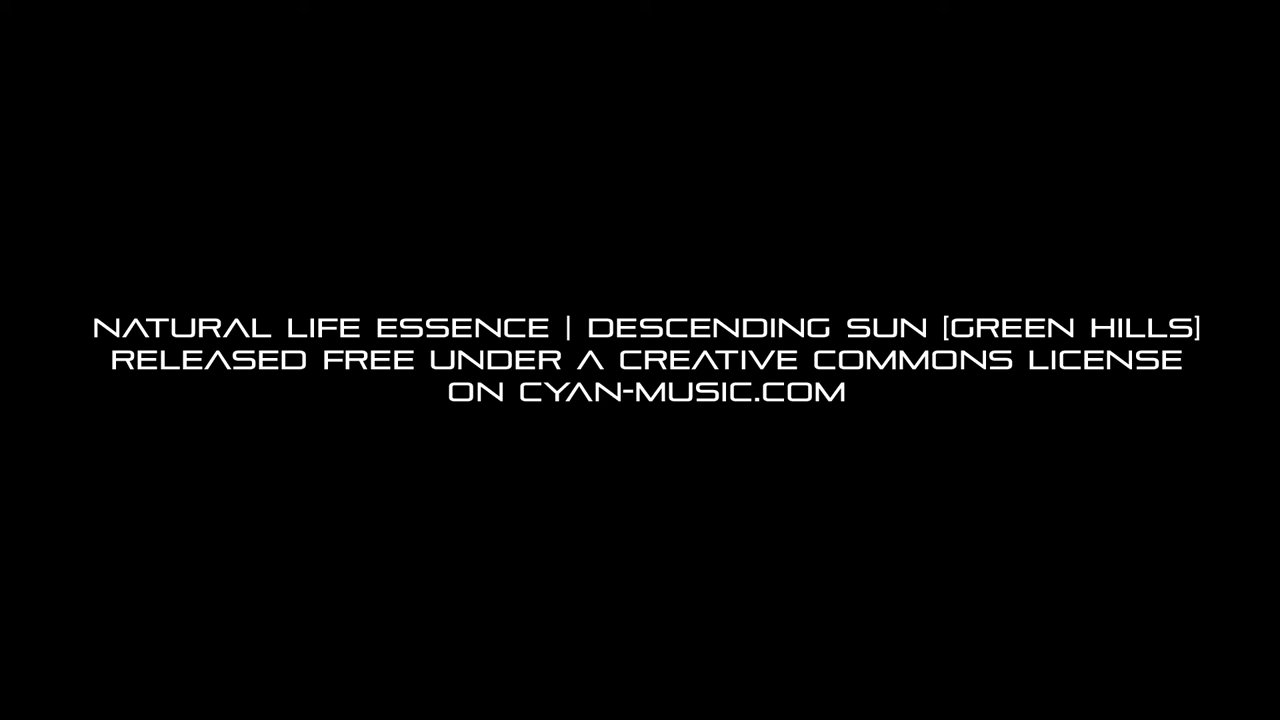 NATURAL LIFE ESSENCE | DESCENDING SUN [GREEN HILLS]
RELEASED FREE UNDER A CREATIVE COMMONS LICENSE
ON CYAN-MUSIC.COM